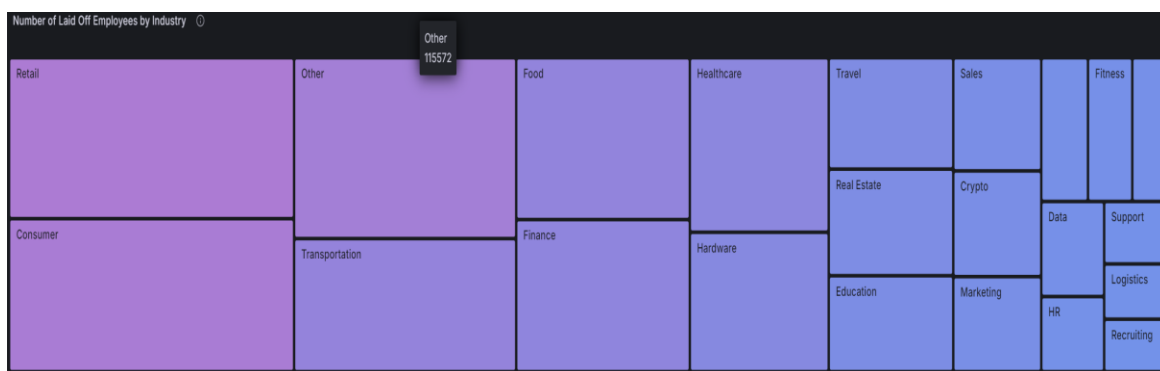 Number of Laid Off Employees by Industry
Other
115572
Retail
Other
Food
Healthcare
Travel
Sales
Fitness
Real Estate
Crypto
Data
Support
Consumer
Transportation
Finance
Hardware
Education
Marketing
Logistics
HR
Recruiting